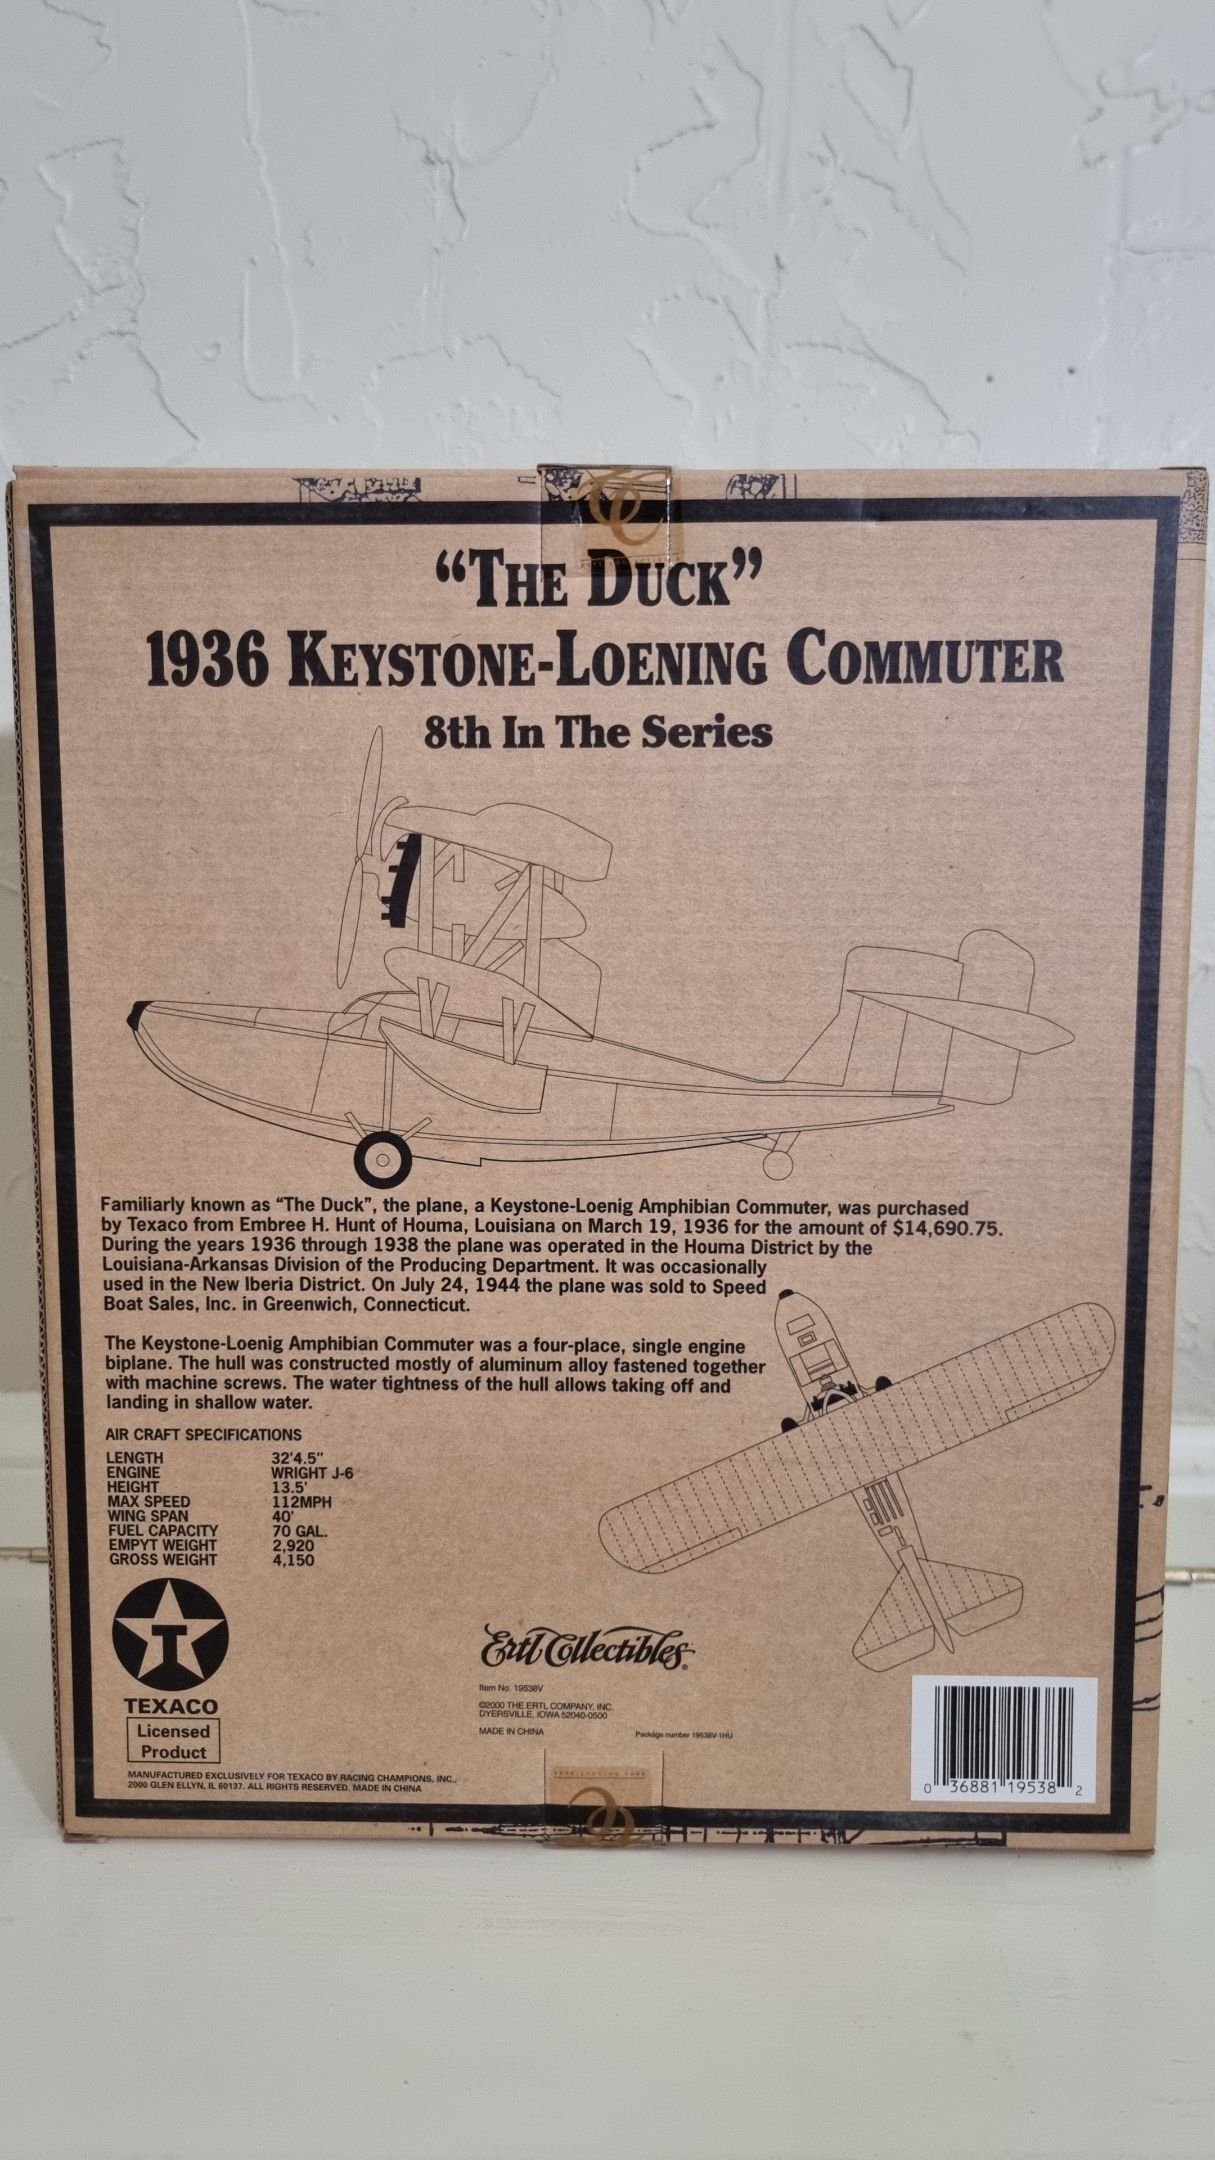 “THE DUCK”
1936 KEYSTONE-LOENING COMMUTER
8th In The Series
Familiarly known as “The Duck”, the plane, a Keystone-Loenig Amphibian Commuter, was purchased
by Texaco from Embree H. Hunt of Houma, Louisiana on March 19, 1936 for the amount of $14,690.75.
During the years 1936 through 1938 the plane was operated in the Houma District by the
Louisiana-Arkansas Division of the Producing Department. It was occasionally
used in the New Iberia District. On July 24, 1944 the plane was sold to Speed
Boat Sales, Inc. in Greenwich, Connecticut.
The Keystone-Loenig Amphibian Commuter was a four-place, single engine
biplane. The hull was constructed mostly of aluminum alloy fastened together
with machine screws. The water tightness of the hull allows taking off and
landing in shallow water.
AIR CRAFT SPECIFICATIONS
LENGTH 32'4.5"
ENGINE WRIGHT J-6
HEIGHT 13.5'
MAX SPEED 112MPH
WING SPAN 40'
FUEL CAPACITY 70 GAL.
EMPYT WEIGHT 2,920
GROSS WEIGHT 4,150
T
TEXACO
Licensed
Product
MANUFACTURED EXCLUSIVELY FOR TEXACO BY RACING CHAMPIONS, INC.,
2000 GLEN ELLYN, IL 60137. ALL RIGHTS RESERVED. MADE IN CHINA
Ertl Collectibles®
Item No. 19538V
©2000 THE ERTL COMPANY, INC.
DYERSVILLE, IOWA 52040-0500
MADE IN CHINA
Package number 19538V-1HU
0 36881 19538 2